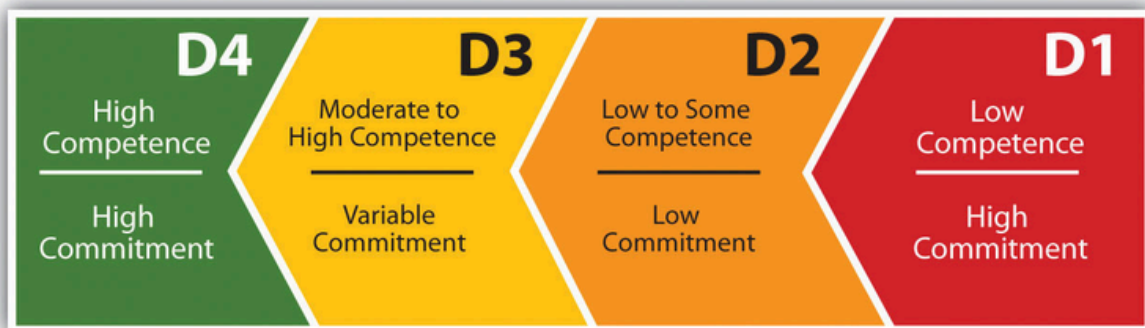 D4
High
Competence
High
Commitment
D3
Moderate to
High Competence
Variable
Commitment
D2
Low to Some
Competence
Low
Commitment
D1
Low
Competence
High
Commitment